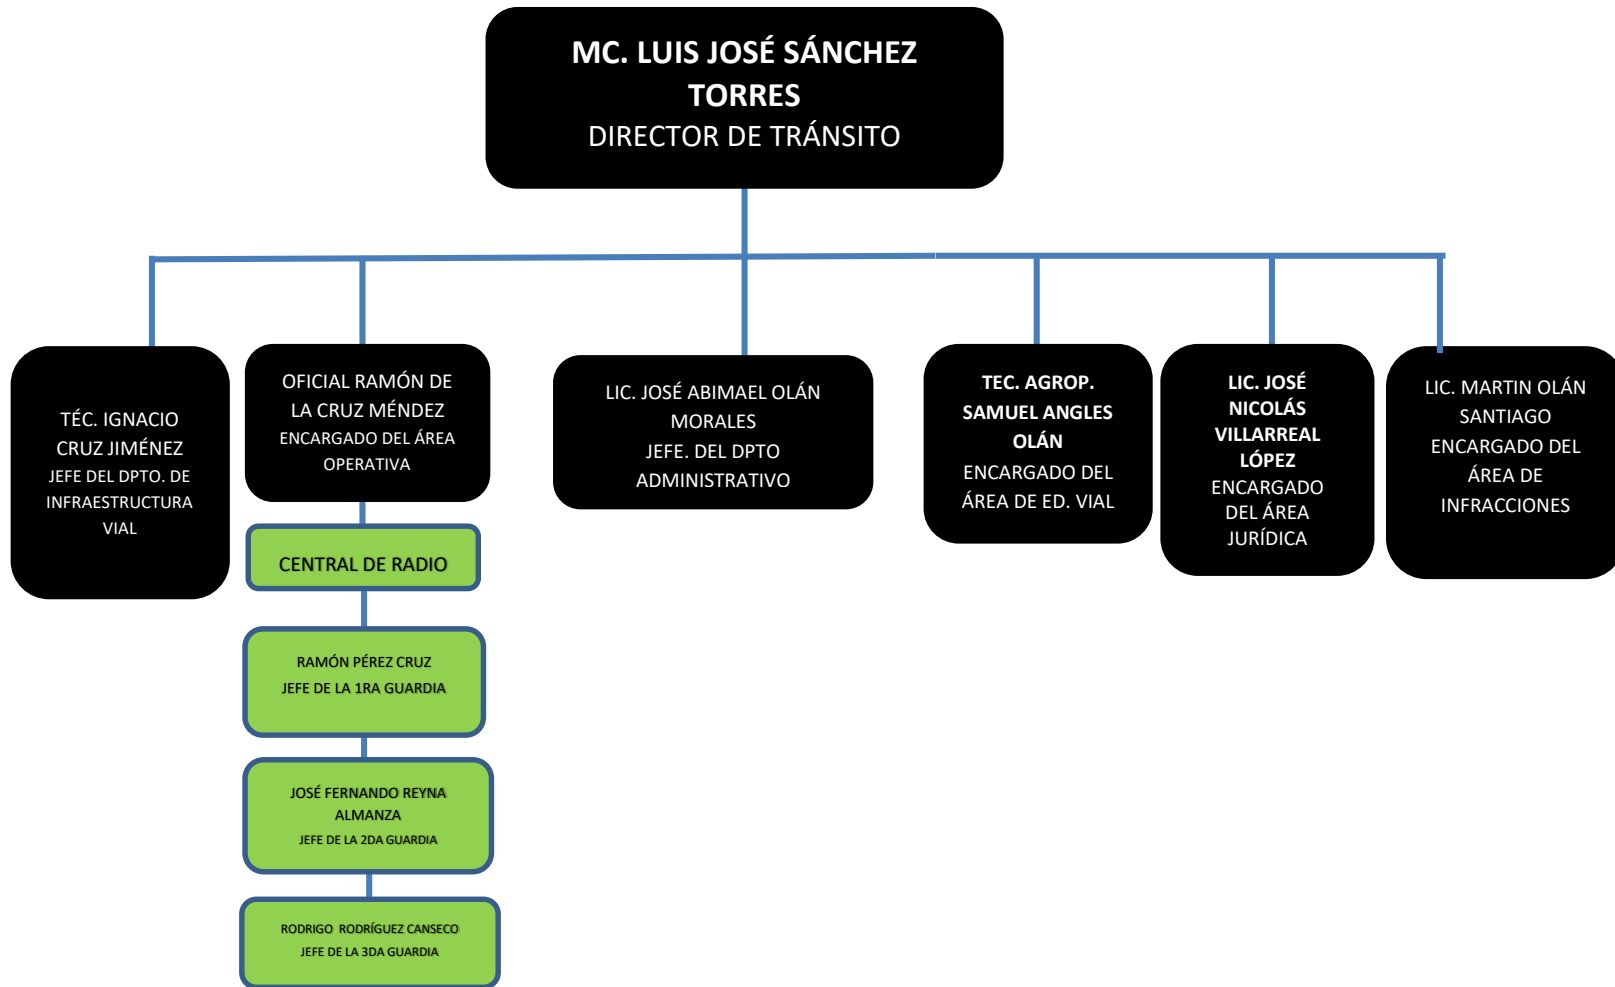 MC. LUIS JOSÉ SÁNCHEZ
TORRES
DIRECTOR DE TRÁNSITO
TÉC. IGNACIO
CRUZ JIMÉNEZ
JEFE DEL DPTO. DE
INFRAESTRUCTURA
VIAL
OFICIAL RAMÓN DE
LA CRUZ MÉNDEZ
ENCARGADO DEL ÁREA
OPERATIVA
LIC. JOSÉ ABIMAEL OLÁN
MORALES
JEFE. DEL DPTO
ADMINISTRATIVO
TEC. AGROP.
SAMUEL ANGLES
OLÁN
ENCARGADO DEL
ÁREA DE ED. VIAL
LIC. JOSÉ
NICOLÁS
VILLARREAL
LÓPEZ
ENCARGADO
DEL ÁREA
JURÍDICA
LIC. MARTIN OLÁN
SANTIAGO
ENCARGADO DEL
ÁREA DE
INFRACCIONES
CENTRAL DE RADIO
RAMÓN PÉREZ CRUZ
JEFE DE LA 1RA GUARDIA
JOSÉ FERNANDO REYNA
ALMANZA
JEFE DE LA 2DA GUARDIA
RODRIGO RODRÍGUEZ CANSECO
JEFE DE LA 3DA GUARDIA